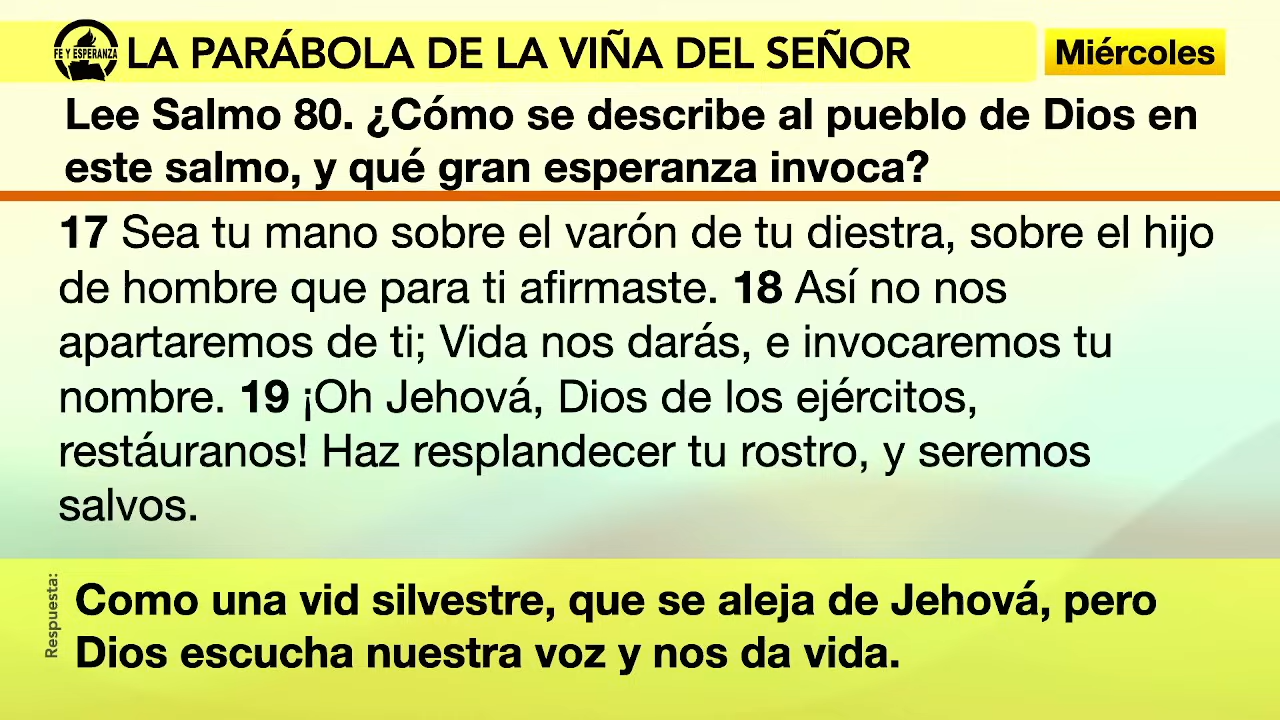 FE Y ESPERANZA
LA PARÁBOLA DE LA VIÑA DEL SEÑOR
Miércoles
Lee Salmo 80. ¿Cómo se describe al pueblo de Dios en
este salmo, y qué gran esperanza invoca?
17 Sea tu mano sobre el varón de tu diestra, sobre el hijo
de hombre que para ti afirmaste. 18 Así no nos
apartaremos de ti; Vida nos darás, e invocaremos tu
nombre. 19 ¡Oh Jehová, Dios de los ejércitos,
restáuranos! Haz resplandecer tu rostro, y seremos
salvos.
Respuesta:
Como una vid silvestre, que se aleja de Jehová, pero
Dios escucha nuestra voz y nos da vida.